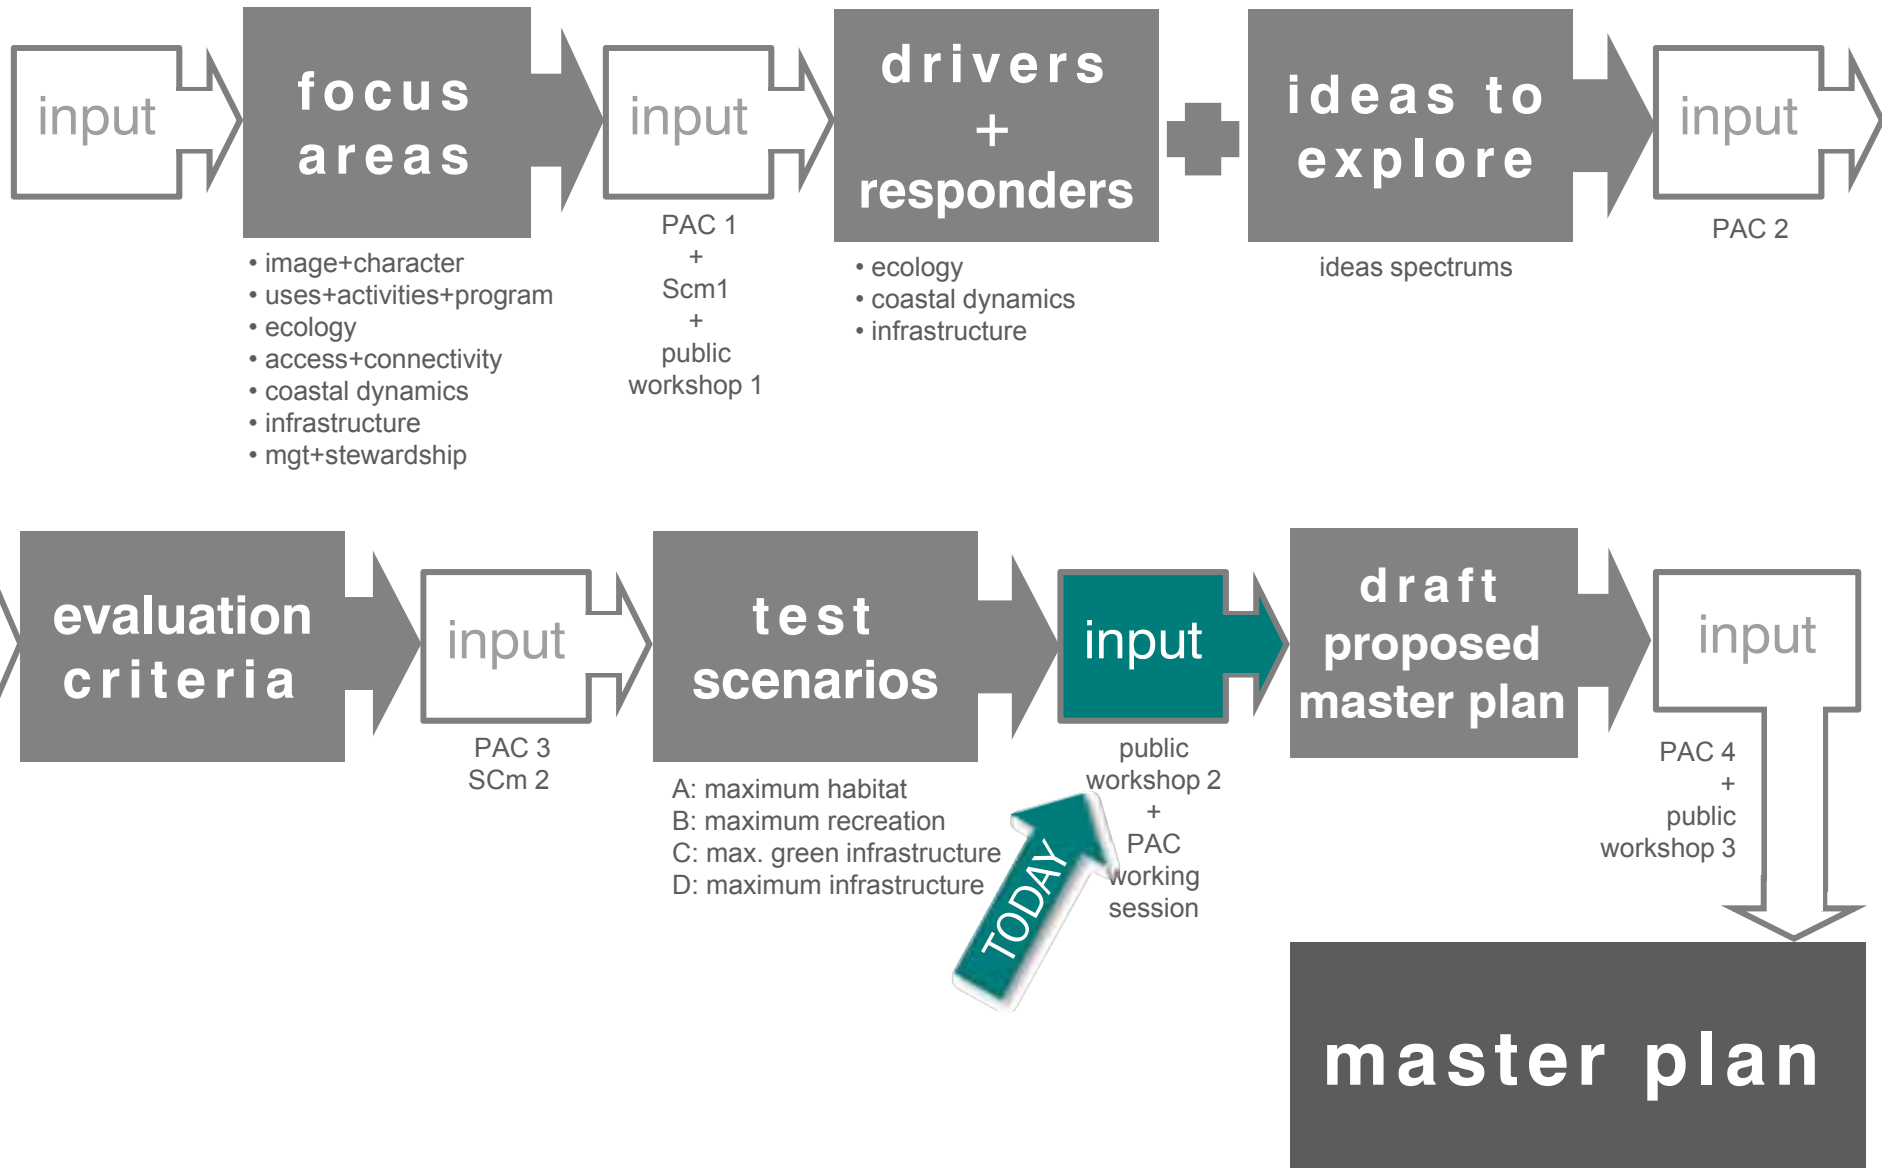 input
focus
areas
• image+character
• uses+activities+program
• ecology
• access+connectivity
• coastal dynamics
• infrastructure
• mgt+stewardship
input
PAC 1
+
Scm1
+
public
workshop 1
drivers
+
responders
• ecology
• coastal dynamics
• infrastructure
ideas to
explore
ideas spectrums
input
PAC 2
evaluation
criteria
input
PAC 3
SCm 2
test
scenarios
A: maximum habitat
B: maximum recreation
C: max. green infrastructure
D: maximum infrastructure
TODAY
input
public
workshop 2
+
PAC
working
session
draft
proposed
master plan
input
PAC 4
+
public
workshop 3
master plan